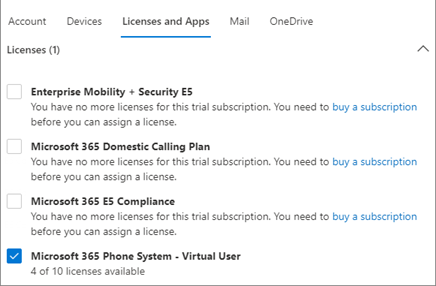 Account Devices Licenses and Apps Mail OneDrive
Licenses (1)
Enterprise Mobility + Security E5
You have no more licenses for this trial subscription. You need to buy a subscription
before you can assign a license.
Microsoft 365 Domestic Calling Plan
You have no more licenses for this trial subscription. You need to buy a subscription
before you can assign a license.
Microsoft 365 E5 Compliance
You have no more licenses for this trial subscription. You need to buy a subscription
before you can assign a license.
Microsoft 365 Phone System - Virtual User
4 of 10 licenses available